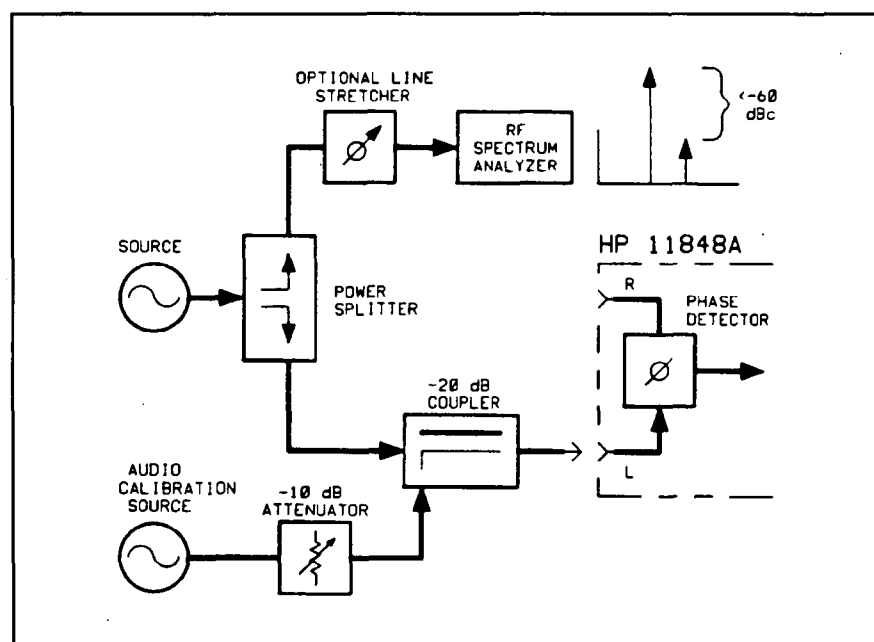 OPTIONAL LINE
STRETCHER
RF
SPECTRUM
ANALYZER
<-60
dBc
SOURCE
POWER
SPLITTER
HP 11848A
R
PHASE
DETECTOR
L
-20 dB
COUPLER
AUDIO
CALIBRATION
SOURCE
-10 dB
ATTENUATOR